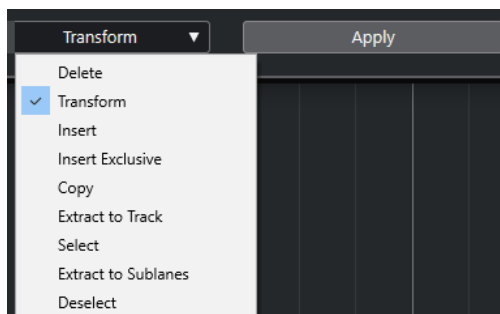 Transform
Apply
Delete
Transform
Insert
Insert Exclusive
Copy
Extract to Track
Select
Extract to Sublanes
Deselect